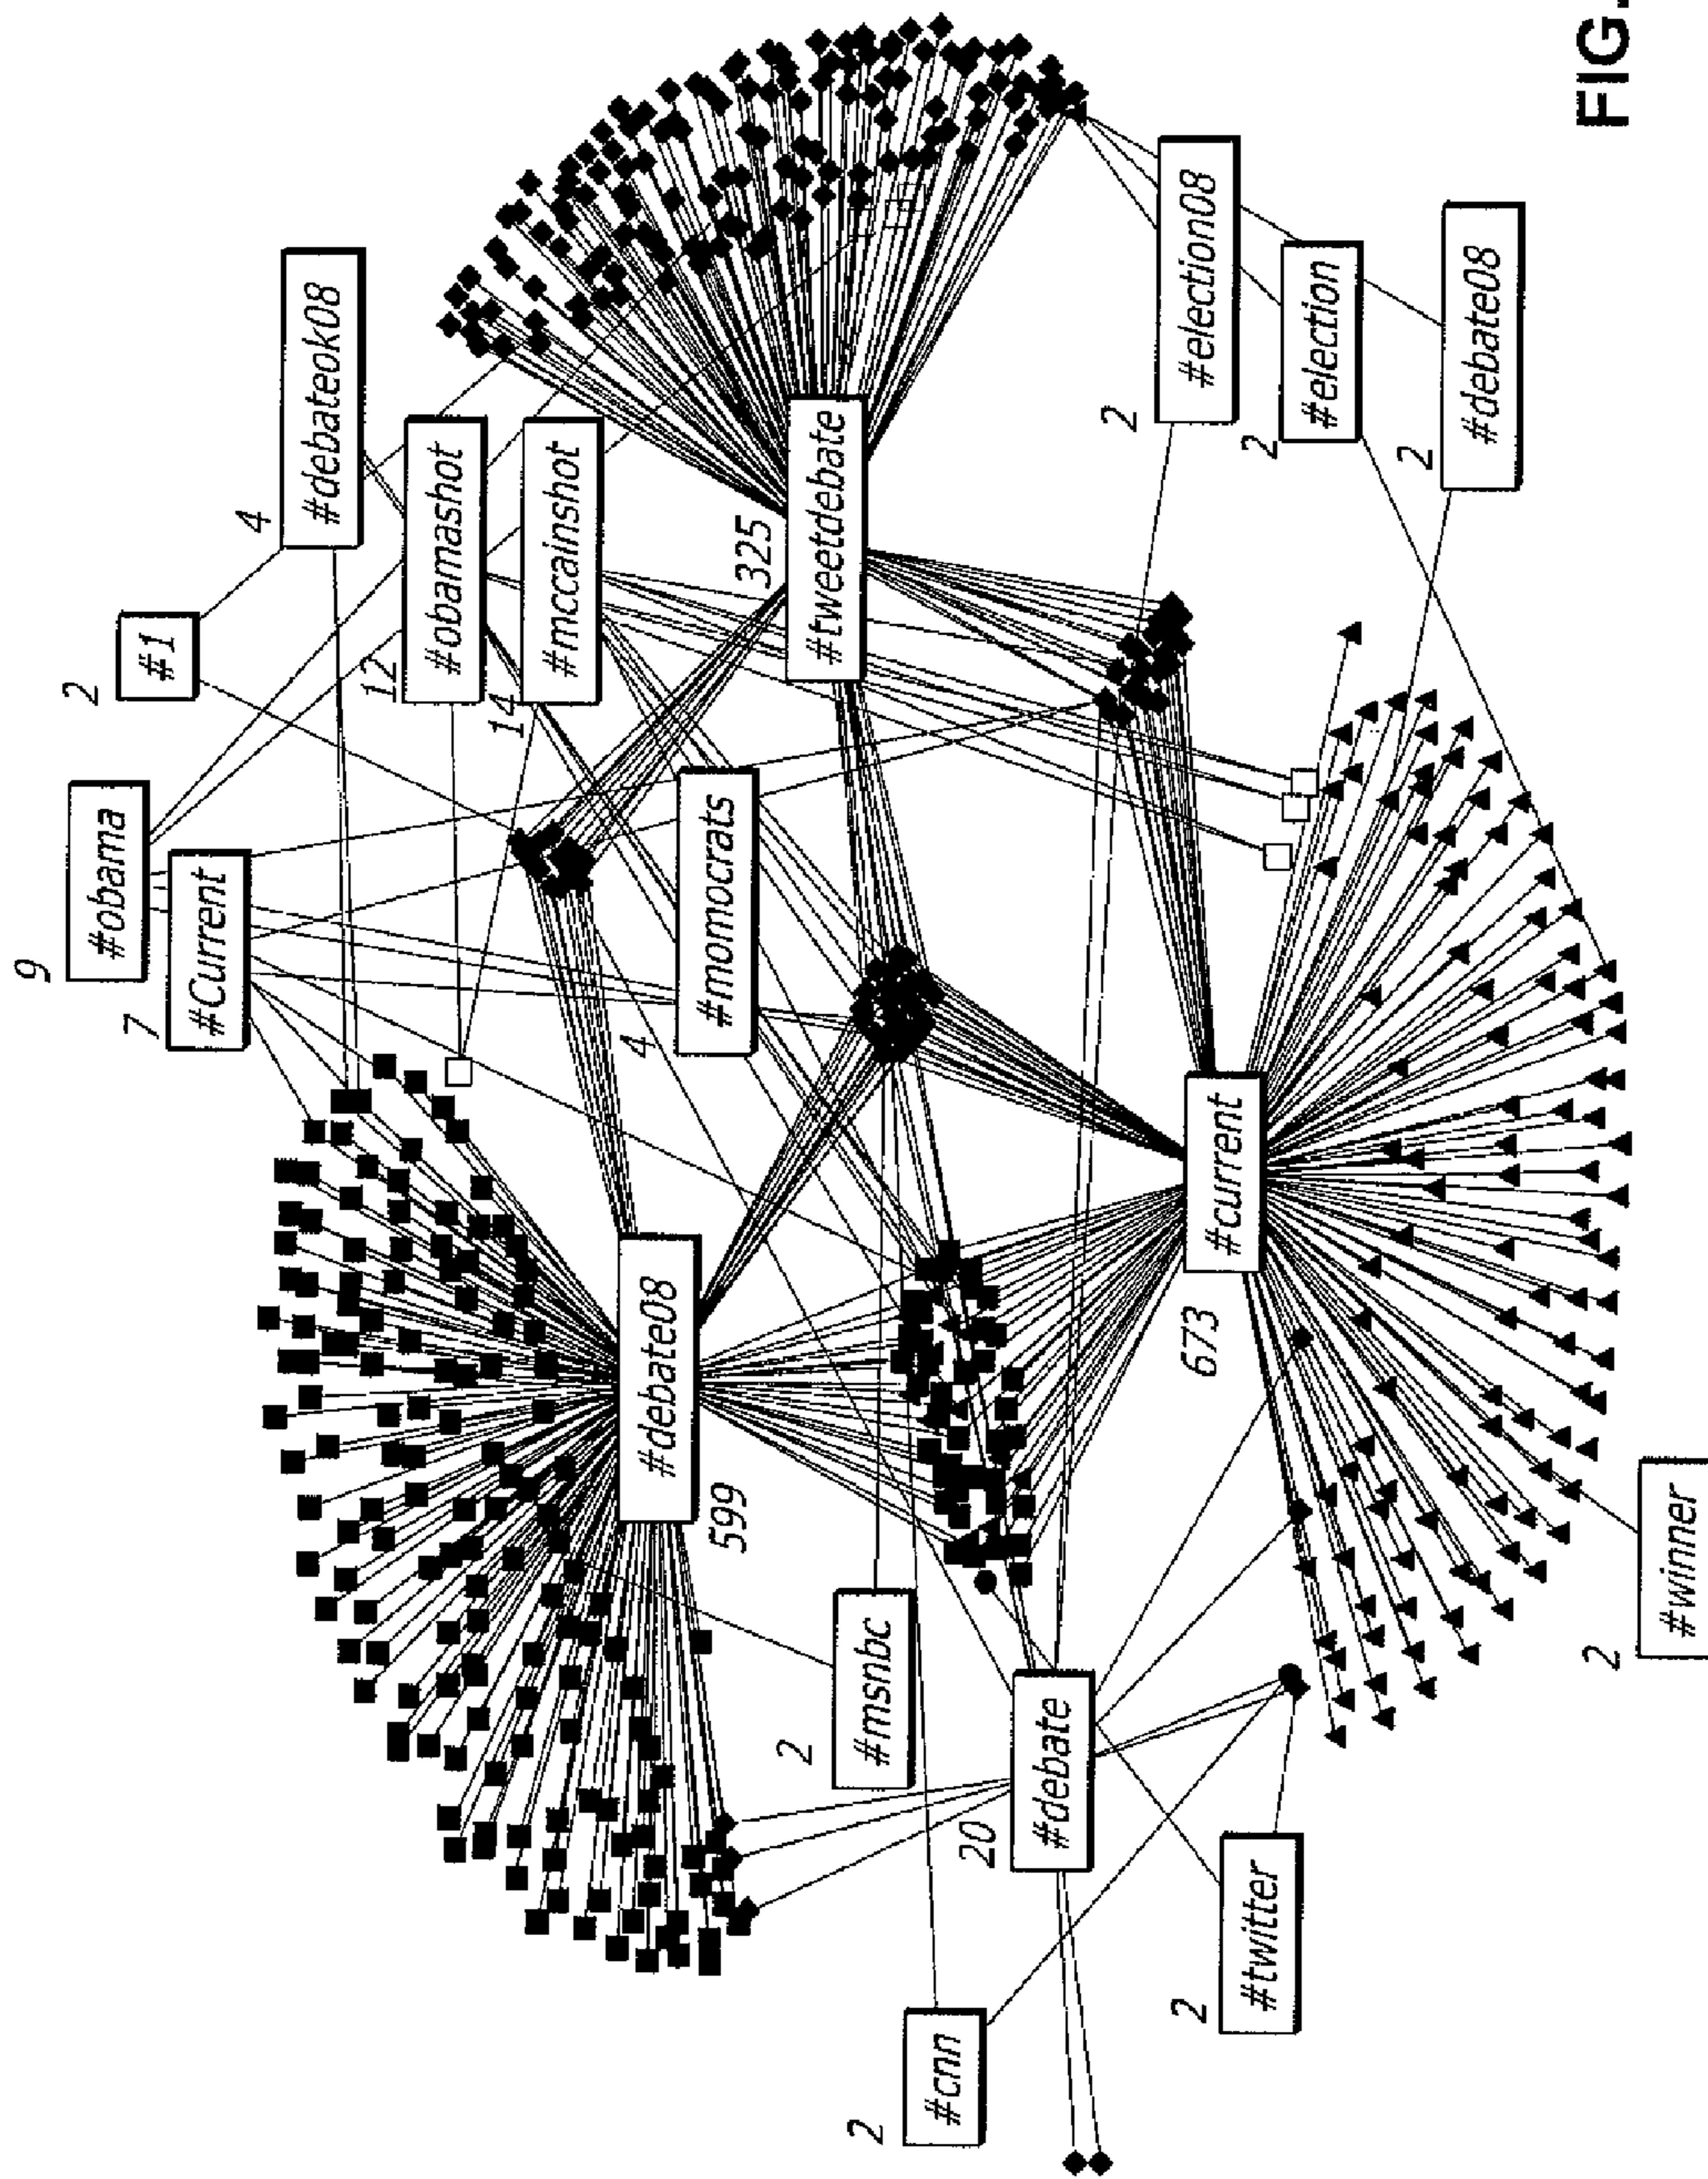 9
#obama
2
#1
7
#Current
4
#debateok08
12
#obamashot
14
#mccainshot
#debate08
599
4
#momocrats
325
#tweetdebate
2
#msnbc
2
#cnn
20
#debate
2
#election08
#current
673
2
#twitter
2
#election
2
#debate08
2
#winner
FIG.